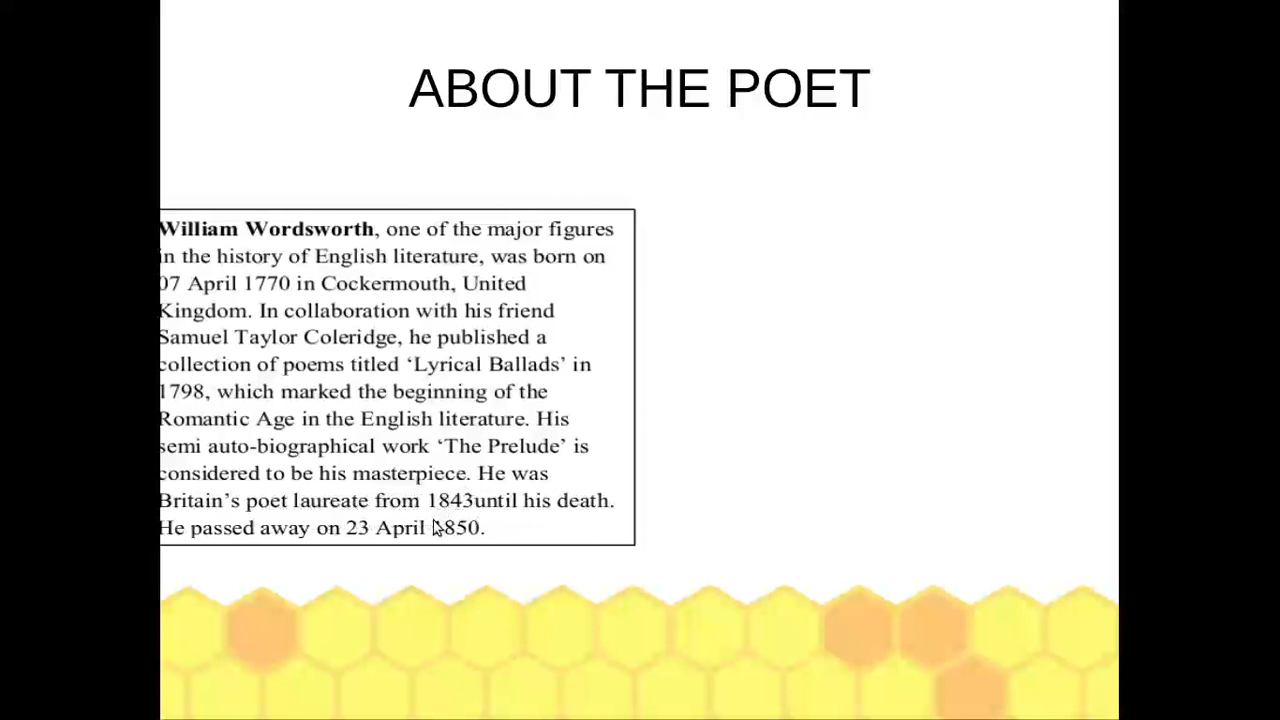 ABOUT THE POET
William Wordsworth, one of the major figures
in the history of English literature, was born on
07 April 1770 in Cockermouth, United
Kingdom. In collaboration with his friend
Samuel Taylor Coleridge, he published a
collection of poems titled ‘Lyrical Ballads’ in
1798, which marked the beginning of the
Romantic Age in the English literature. His
semi auto-biographical work ‘The Prelude’ is
considered to be his masterpiece. He was
Britain’s poet laureate from 1843until his death.
He passed away on 23 April 1850.